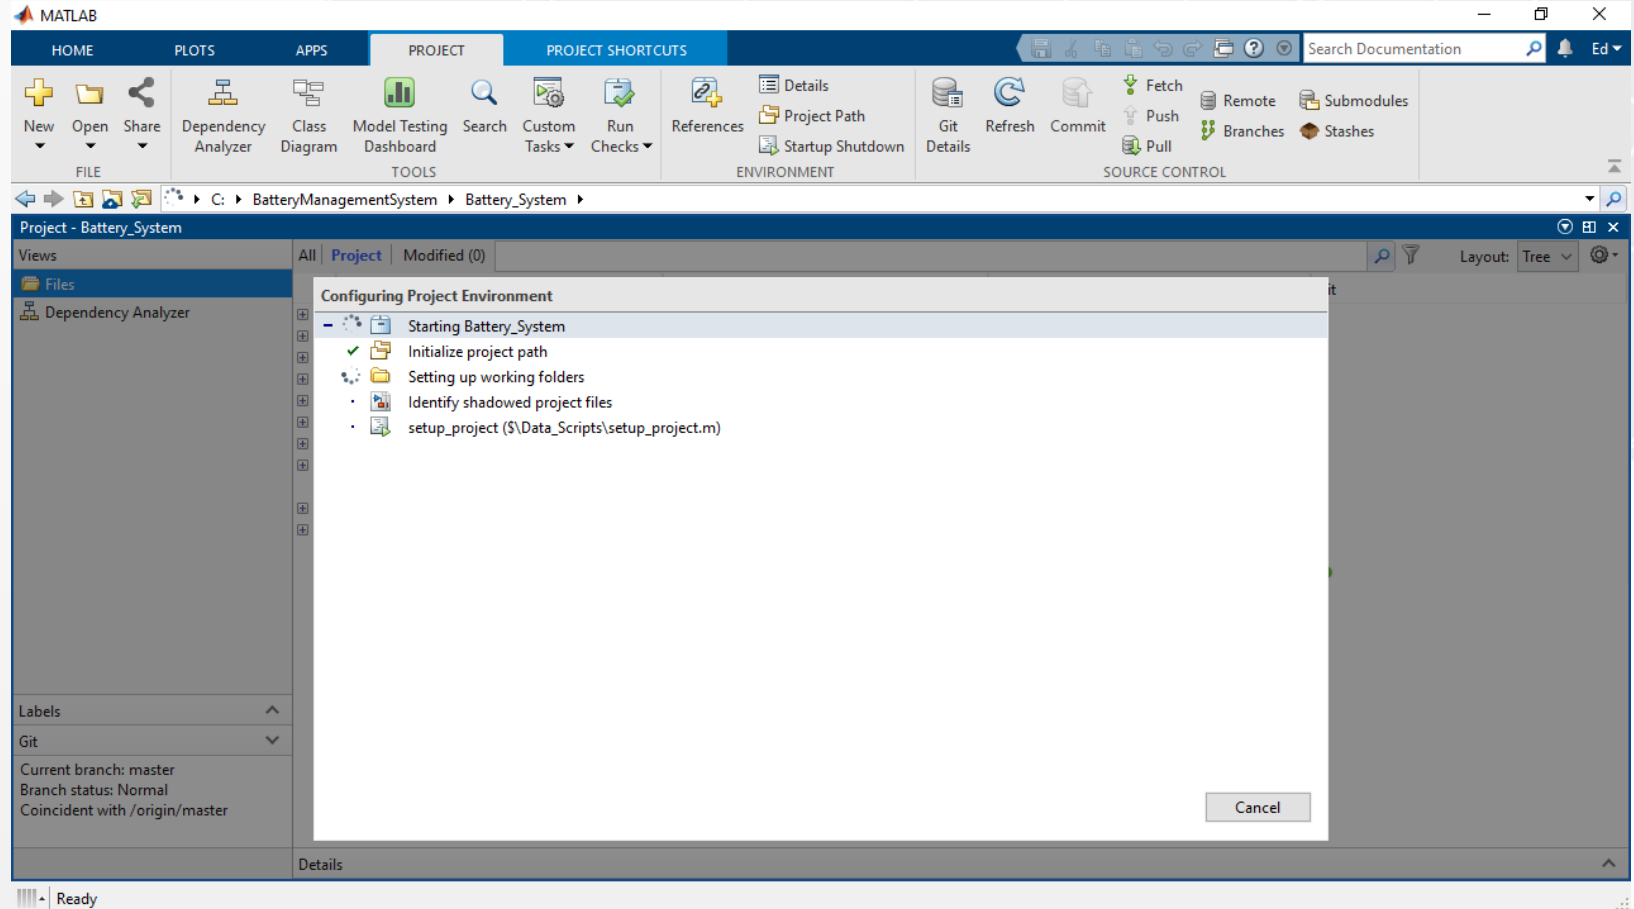 MATLAB
HOME PLOTS APPS PROJECT PROJECT SHORTCUTS Search Documentation Ed
New Open Share
FILE
Dependency Analyzer
Class Diagram
Model Testing Dashboard
Search
Custom Tasks
Run Checks
TOOLS
References
Details
Project Path
Startup Shutdown
ENVIRONMENT
Git Details
Refresh
Commit
Fetch
Push
Pull
Remote
Branches
Submodules
Stashes
SOURCE CONTROL
C: BatteryManagementSystem Battery_System
Project - Battery_System
Views
Files
Dependency Analyzer
All Project Modified (0) Layout: Tree
it
Configuring Project Environment
Starting Battery_System
Initialize project path
Setting up working folders
Identify shadowed project files
setup_project ($\Data_Scripts\setup_project.m)
Cancel
Labels
Git
Current branch: master
Branch status: Normal
Coincident with /origin/master
Details
Ready